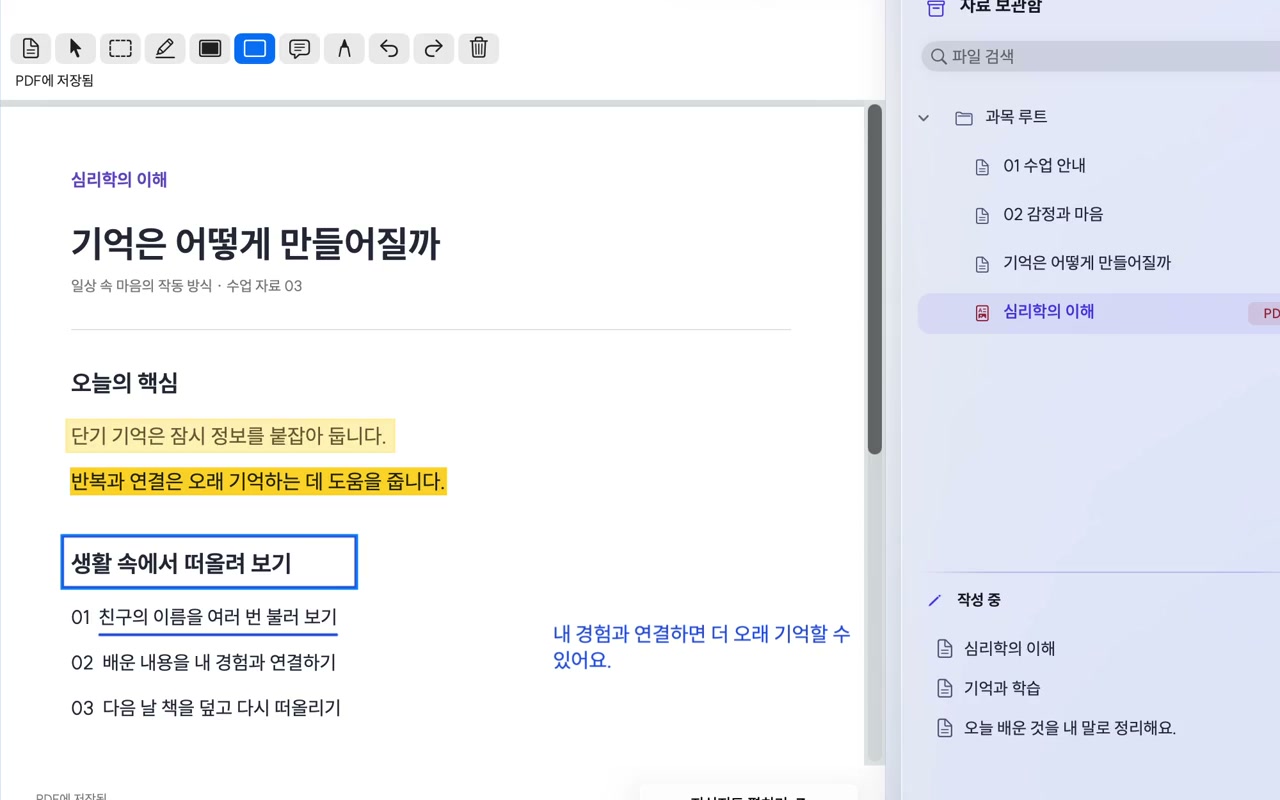 PDF에 저장됨
심리학의 이해
기억은 어떻게 만들어질까
일상 속 마음의 작동 방식 · 수업 자료 03
오늘의 핵심
단기 기억은 잠시 정보를 붙잡아 둡니다.
반복과 연결은 오래 기억하는 데 도움을 줍니다.
생활 속에서 떠올려 보기
01 친구의 이름을 여러 번 불러 보기
02 배운 내용을 내 경험과 연결하기
03 다음 날 책을 덮고 다시 떠올리기
내 경험과 연결하면 더 오래 기억할 수
있어요.
PDF에 저장됨
자료 보관함
파일 검색
과목 루트
01 수업 안내
02 감정과 마음
기억은 어떻게 만들어질까
심리학의 이해
작성 중
심리학의 이해
기억과 학습
오늘 배운 것을 내 말로 정리해요.